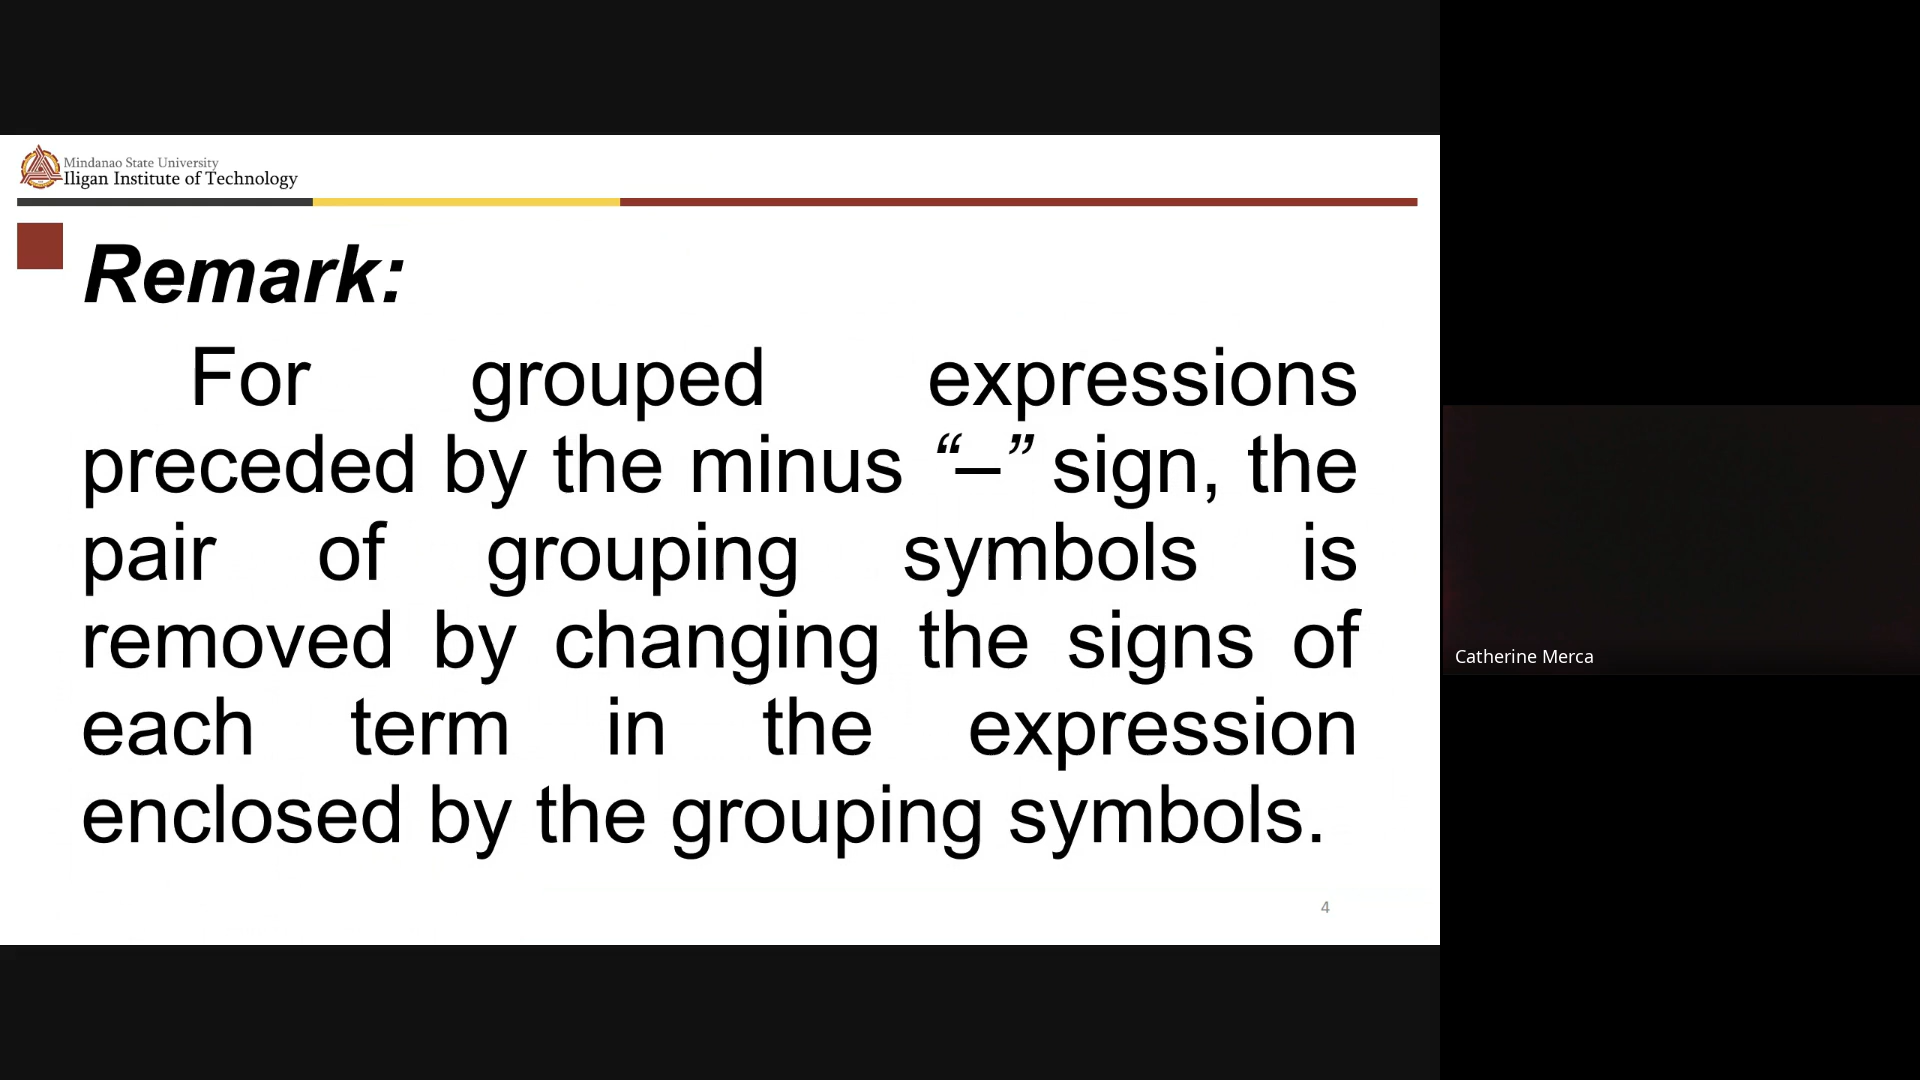 Mindanao State University
Iligan Institute of Technology
Remark:
For grouped expressions
preceded by the minus “–” sign, the
pair of grouping symbols is
removed by changing the signs of
each term in the expression
enclosed by the grouping symbols.
4
Catherine Merca